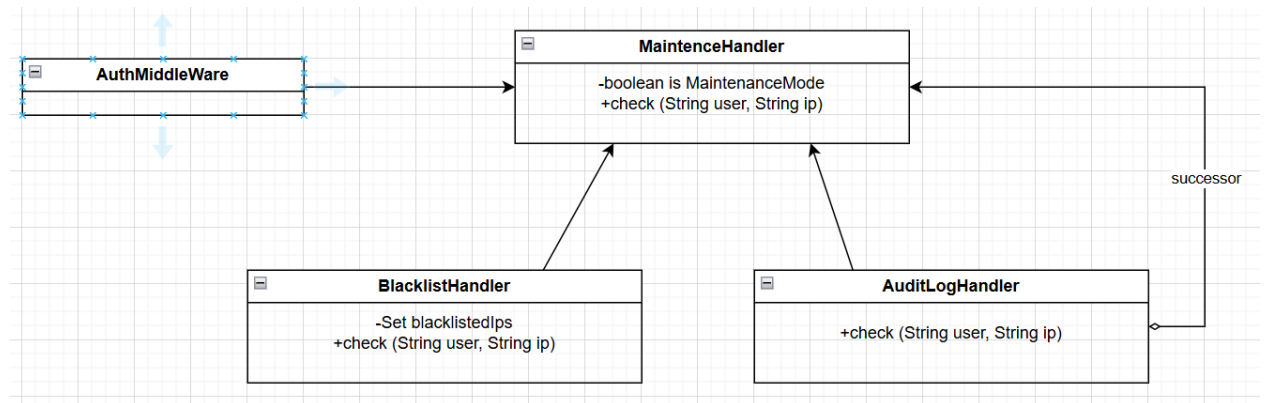 AuthMiddleWare
MaintenceHandler
-boolean is MaintenanceMode
+check (String user, String ip)
successor
BlacklistHandler
-Set blacklistedIps
+check (String user, String ip)
AuditLogHandler
+check (String user, String ip)